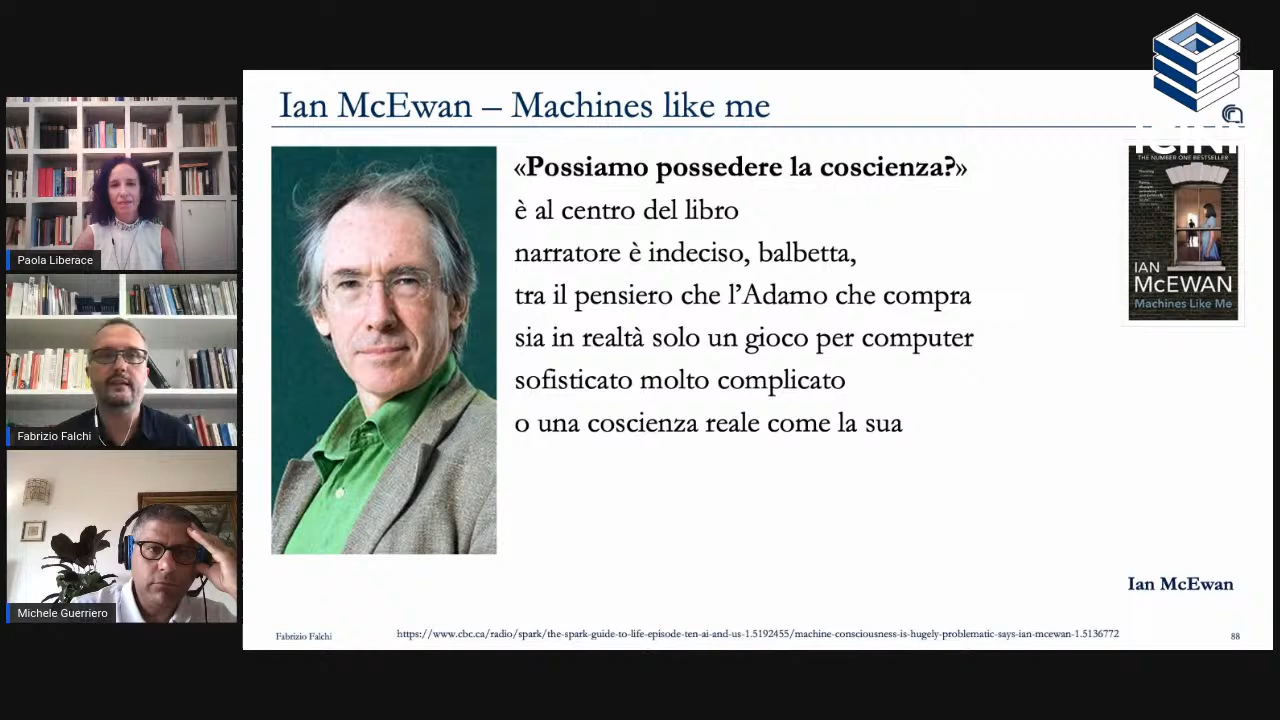 Ian McEwan – Machines like me
«Possiamo possedere la coscienza?»
è al centro del libro
narratore è indeciso, balbetta,
tra il pensiero che l’Adamo che compra
sia in realtà solo un gioco per computer
sofisticato molto complicato
o una coscienza reale come la sua
THE NUMBER ONE BESTSELLER
IAN
McEWAN
Machines Like Me
Ian McEwan
Fabrizio Falchi
https://www.cbc.ca/radio/spark/the-spark-guide-to-life-episode-ten-ai-and-us-1.5192455/machine-consciousness-is-hugely-problematic-says-ian-mcewan-1.5136772
88
Paola Liberace
Fabrizio Falchi
Michele Guerriero